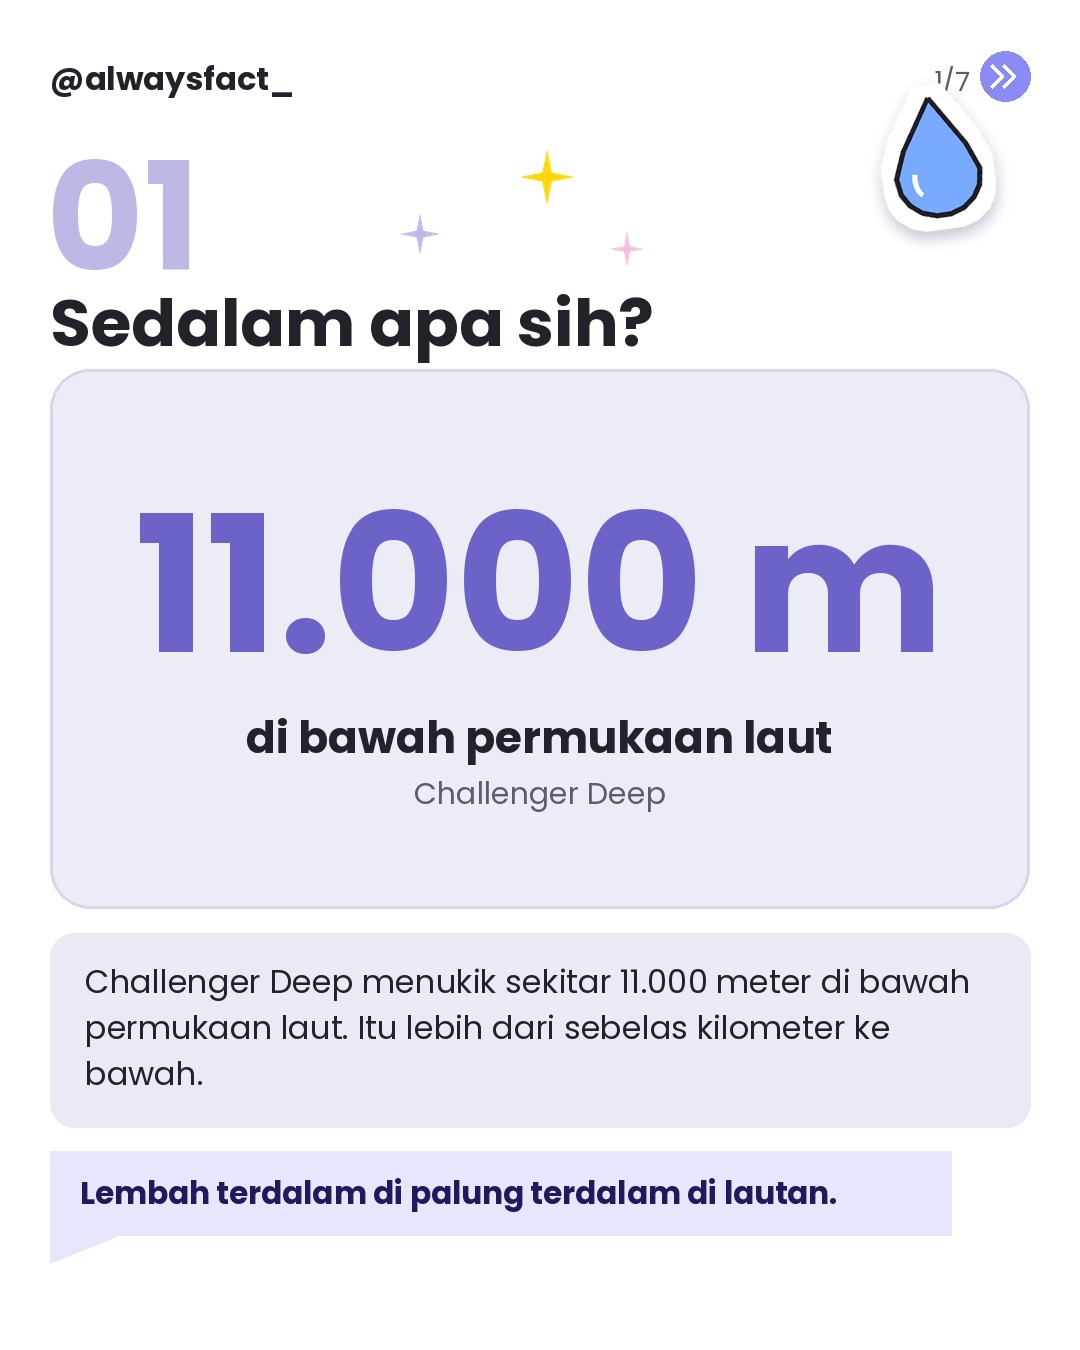 @alwaysfact_
1/7
01
Sedalam apa sih?
11.000 m
di bawah permukaan laut
Challenger Deep
Challenger Deep menukik sekitar 11.000 meter di bawah
permukaan laut. Itu lebih dari sebelas kilometer ke
bawah.
Lembah terdalam di palung terdalam di lautan.